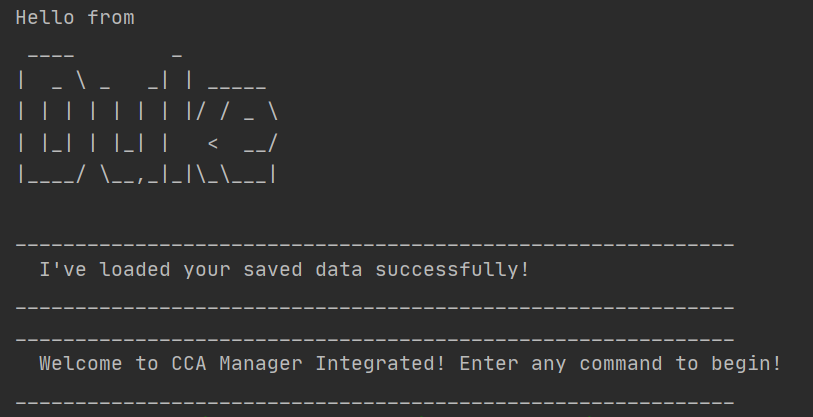 Hello from
 ____        _
|  _ \ _   _| | _____
| | | | | | | |/ / _ \
| |_| | |_| |   <  __/
|____/ \__,_|_|\_\___|

____________________________________________________________
  I've loaded your saved data successfully!
____________________________________________________________
____________________________________________________________
  Welcome to CCA Manager Integrated! Enter any command to begin!
____________________________________________________________